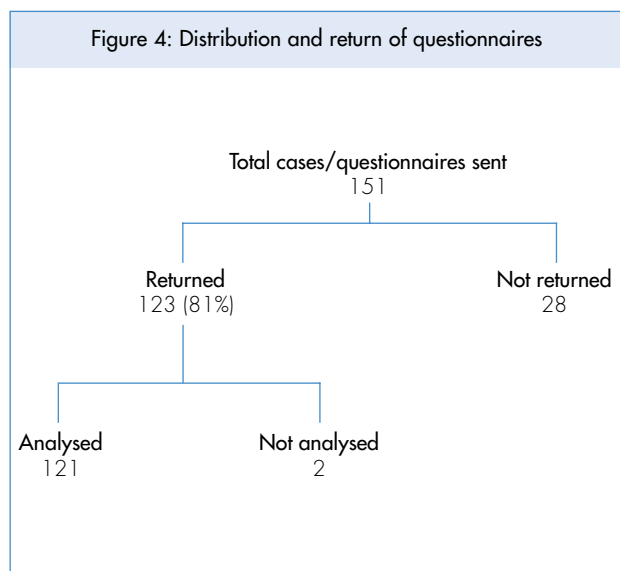 Figure 4: Distribution and return of questionnaires
Total cases/questionnaires sent
151
Returned
123 (81%)
Not returned
28
Analysed
121
Not analysed
2